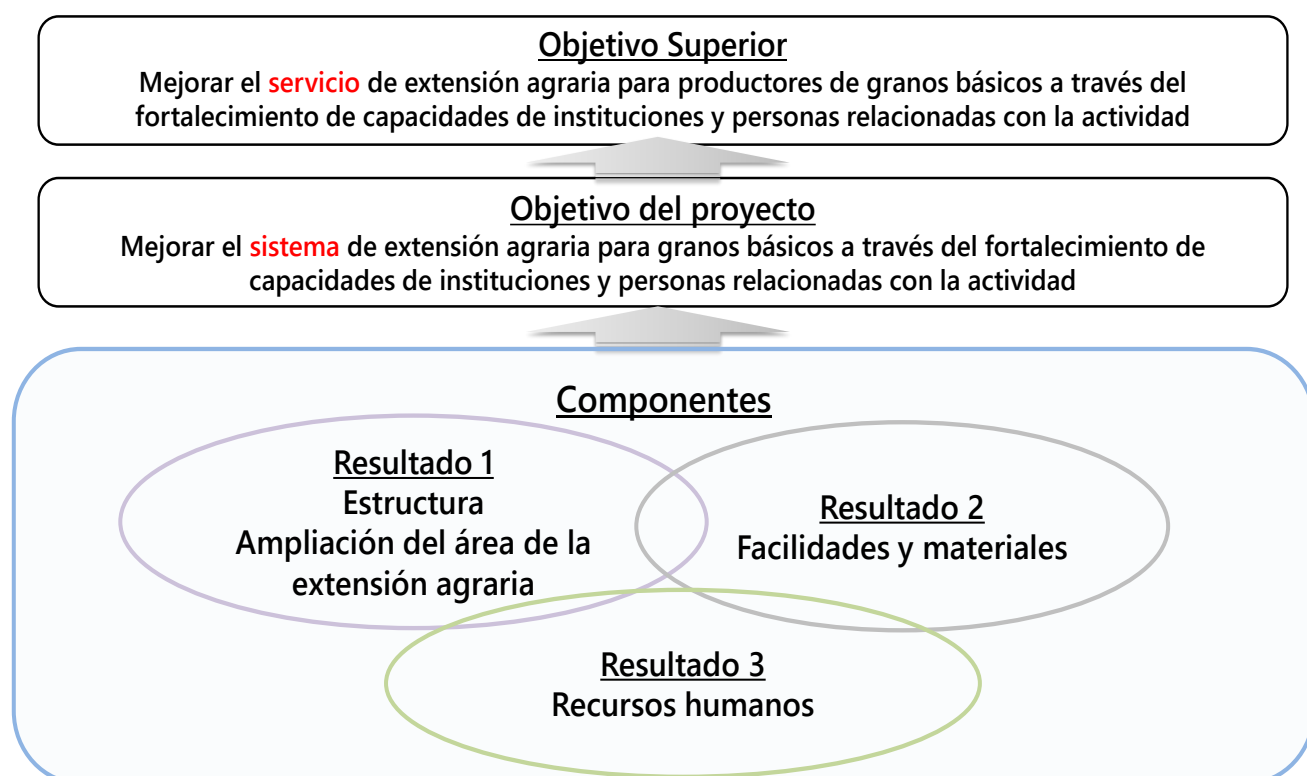 Objetivo Superior
Mejorar el servicio de extensión agraria para productores de granos básicos a través del
fortalecimiento de capacidades de instituciones y personas relacionadas con la actividad
Objetivo del proyecto
Mejorar el sistema de extensión agraria para granos básicos a través del fortalecimiento de
capacidades de instituciones y personas relacionadas con la actividad
Componentes
Resultado 1
Estructura
Ampliación del área de la
extensión agraria
Resultado 2
Facilidades y materiales
Resultado 3
Recursos humanos